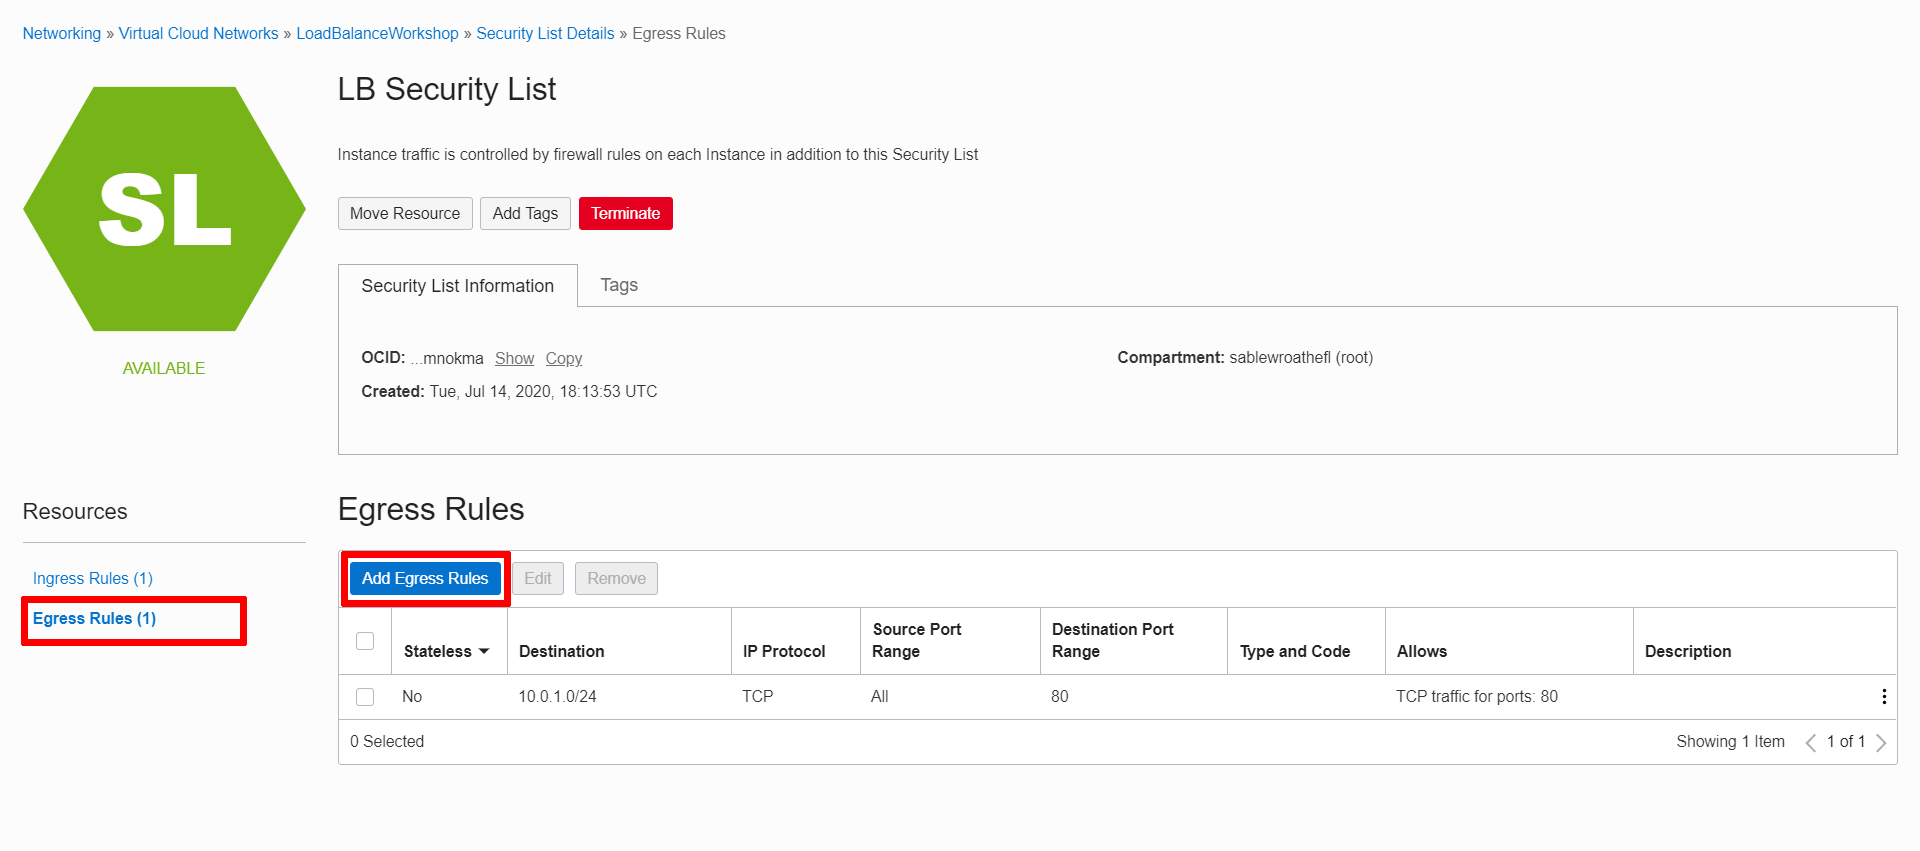 Networking » Virtual Cloud Networks » LoadBalanceWorkshop » Security List Details » Egress Rules
SL
AVAILABLE
LB Security List
Instance traffic is controlled by firewall rules on each Instance in addition to this Security List
Move Resource Add Tags Terminate
Security List Information Tags
OCID: ...mnokma Show Copy Compartment: sablewroathefl (root)
Created: Tue, Jul 14, 2020, 18:13:53 UTC
Resources
Ingress Rules (1)
Egress Rules (1)
Egress Rules
Add Egress Rules Edit Remove
Stateless Destination IP Protocol Source Port Range Destination Port Range Type and Code Allows Description
No 10.0.1.0/24 TCP All 80 TCP traffic for ports: 80
0 Selected Showing 1 Item 1 of 1